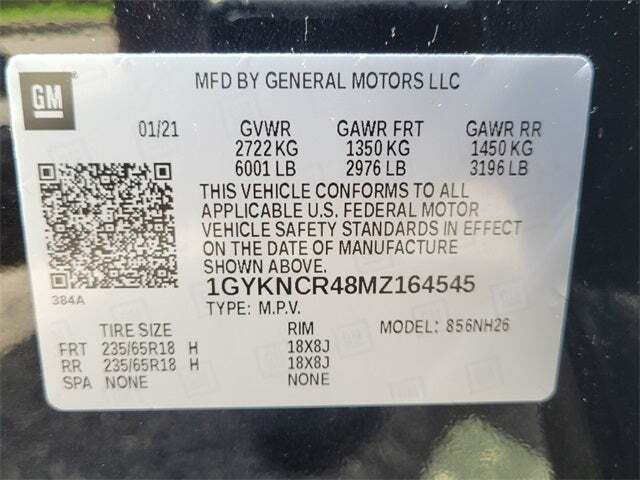 GM
MFD BY GENERAL MOTORS LLC
01/21 GVWR GAWR FRT GAWR RR
2722 KG 1350 KG 1450 KG
6001 LB 2976 LB 3196 LB
THIS VEHICLE CONFORMS TO ALL
APPLICABLE U.S. FEDERAL MOTOR
VEHICLE SAFETY STANDARDS IN EFFECT
ON THE DATE OF MANUFACTURE
SHOWN ABOVE.
384A
1GYKNCR48MZ164545
TYPE: M.P.V.
TIRE SIZE RIM MODEL: 856NH26
FRT 235/65R18 H 18X8J
RR 235/65R18 H 18X8J
SPA NONE NONE